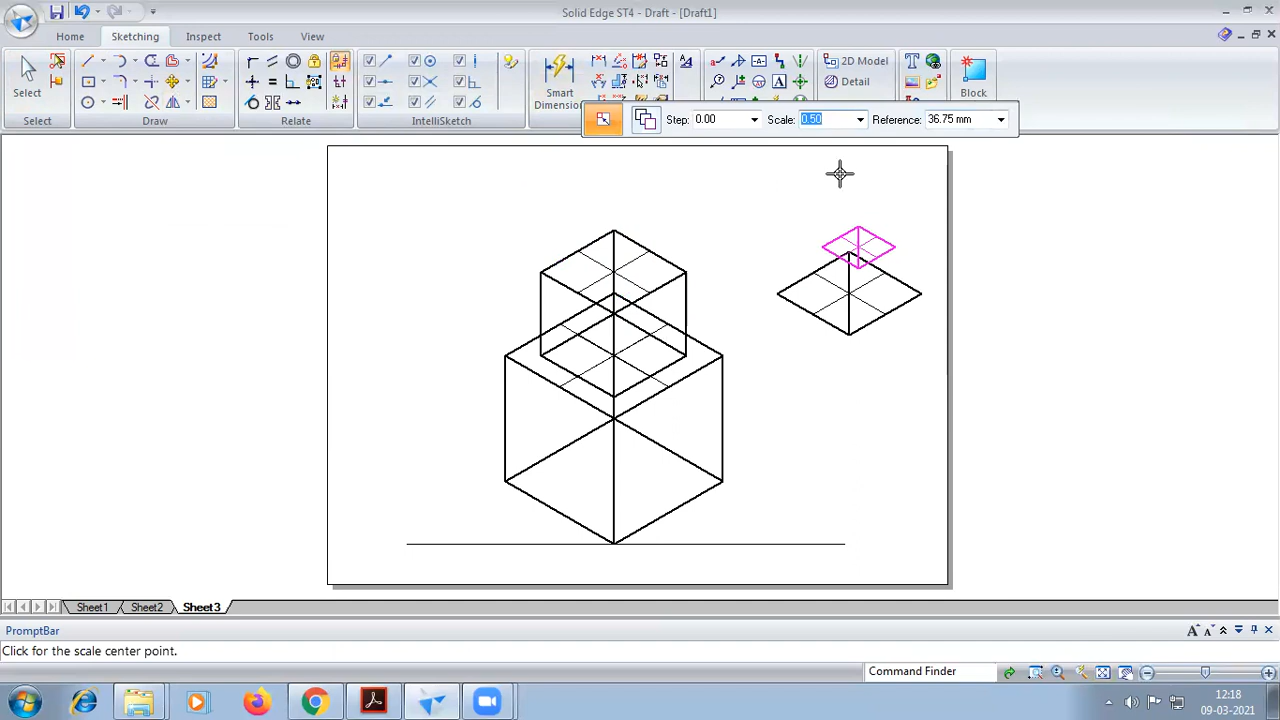 Solid Edge ST4 - Draft - [Draft1]
Home Sketching Inspect Tools View
Select
Select
Draw
Relate
IntelliSketch
Smart
Dimension
2D Model
Detail
Block
Step: 0.00 Scale: 0.50 Reference: 36.75 mm
Sheet1 Sheet2 Sheet3
PromptBar
Click for the scale center point.
Command Finder
12:18
09-03-2021